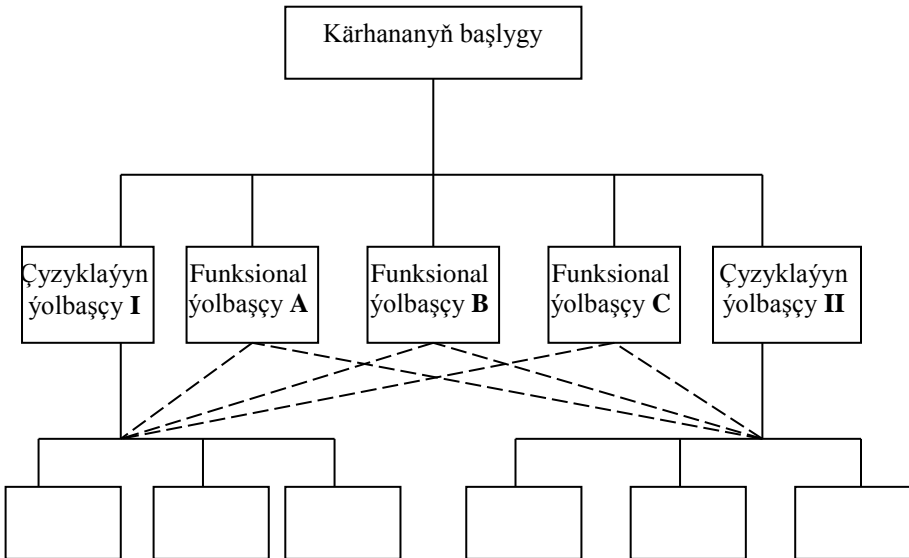 Kärhananyň başlygy
Çyzyklaýyn
ýolbaşçy I
Funksional
ýolbaşçy A
Funksional
ýolbaşçy B
Funksional
ýolbaşçy C
Çyzyklaýyn
ýolbaşçy II